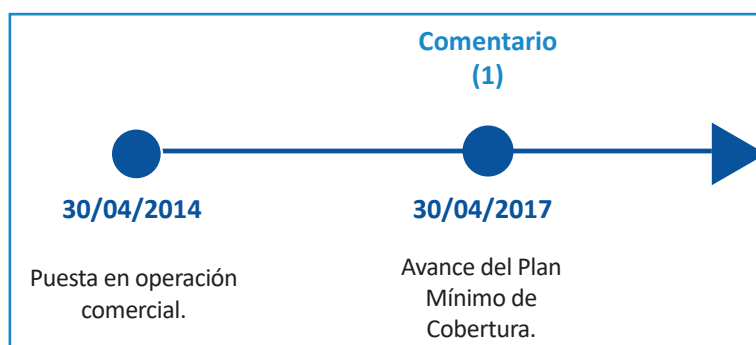 Comentario
(1)
30/04/2014
30/04/2017
Puesta en operación
comercial.
Avance del Plan
Mínimo de
Cobertura.